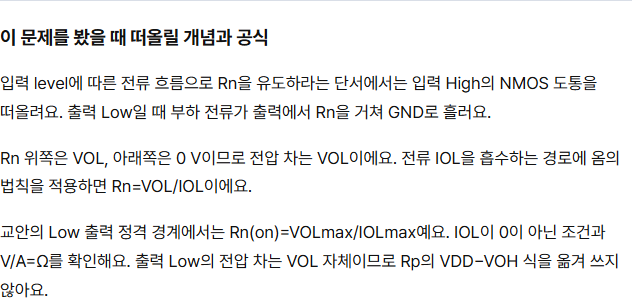 이 문제를 봤을 때 떠올릴 개념과 공식
입력 level에 따른 전류 흐름으로 Rn을 유도하라는 단서에서는 입력 High의 NMOS 도통을
떠올려요. 출력 Low일 때 부하 전류가 출력에서 Rn을 거쳐 GND로 흘러요.
Rn 위쪽은 VOL, 아래쪽은 0 V이므로 전압 차는 VOL이에요. 전류 IOL을 흡수하는 경로에 옴의
법칙을 적용하면 Rn=VOL/IOL이에요.
교안의 Low 출력 정격 경계에서는 Rn(on)=VOLmax/IOLmax예요. IOL이 0이 아닌 조건과
V/A=Ω를 확인해요. 출력 Low의 전압 차는 VOL 자체이므로 Rp의 VDD−VOH 식을 옮겨 쓰지
않아요.